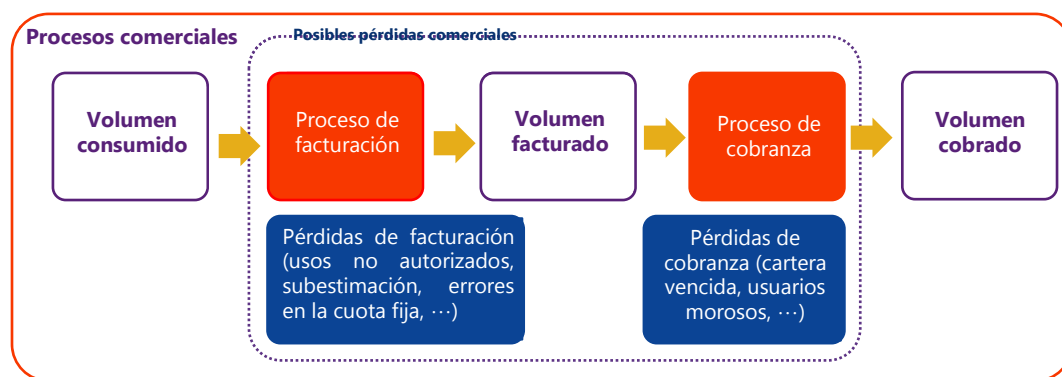 Procesos comerciales
Posibles pérdidas comerciales
Volumen
consumido
Proceso de
facturación
Volumen
facturado
Proceso de
cobranza
Volumen
cobrado
Pérdidas de facturación
(usos no autorizados,
subestimación, errores
en la cuota fija, ⋯)
Pérdidas de
cobranza (cartera
vencida, usuarios
morosos, ⋯)